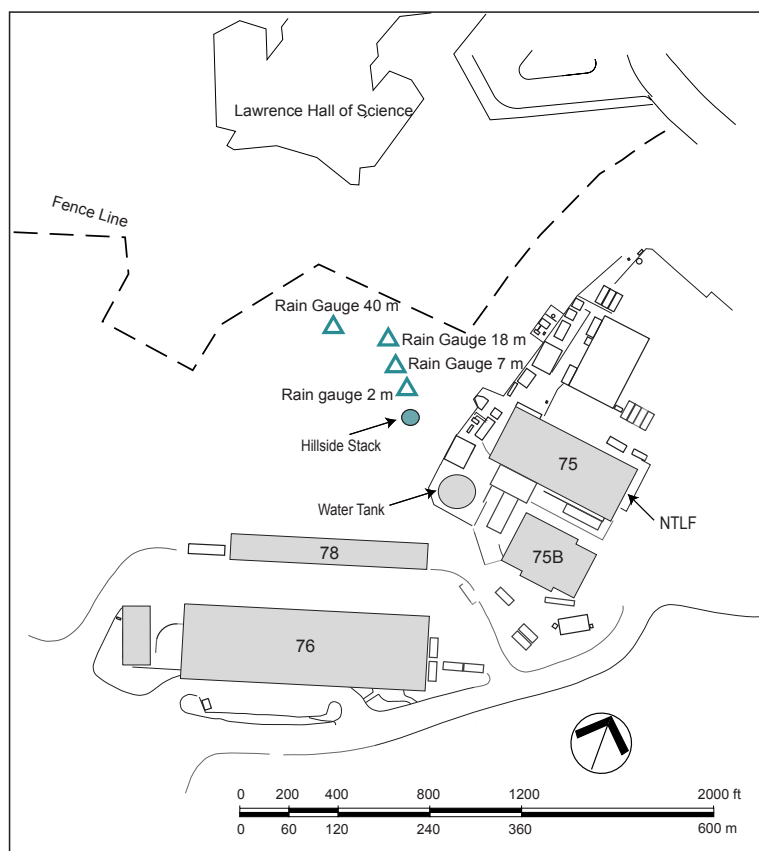 Lawrence Hall of Science
Fence Line
Rain Gauge 40 m
Rain Gauge 18 m
Rain Gauge 7 m
Rain gauge 2 m
Hillside Stack
75
Water Tank
NTLF
78
75B
76
0 200 400 800 1200 2000 ft
0 60 120 240 360 600 m